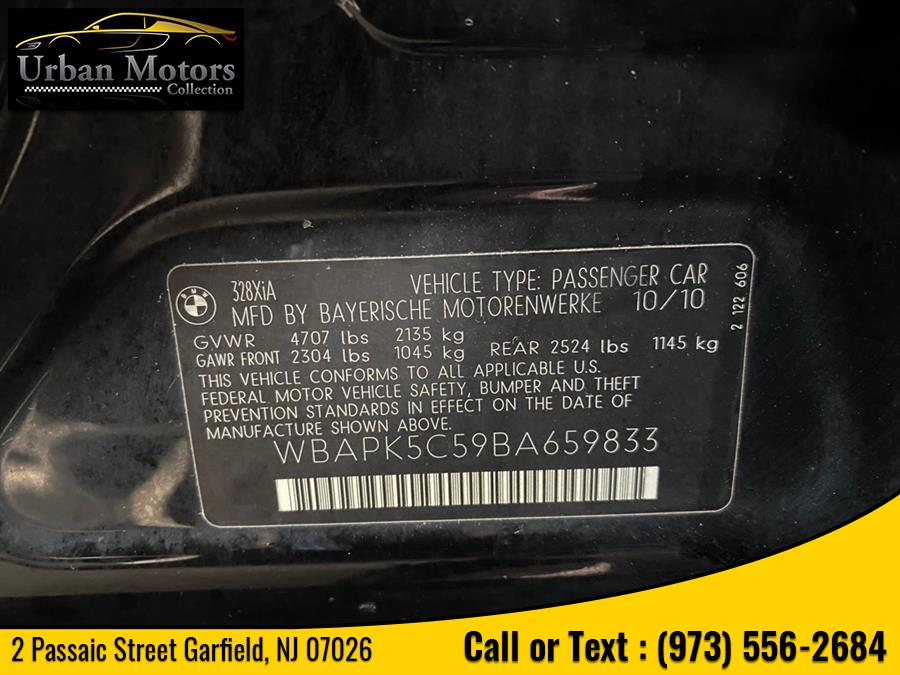 Urban Motors
Collection
BMW
328XiA VEHICLE TYPE: PASSENGER CAR
MFD BY BAYERISCHE MOTORENWERKE 10/10
GVWR 4707 lbs 2135 kg
GAWR FRONT 2304 lbs 1045 kg REAR 2524 lbs 1145 kg
THIS VEHICLE CONFORMS TO ALL APPLICABLE U.S.
FEDERAL MOTOR VEHICLE SAFETY, BUMPER AND THEFT
PREVENTION STANDARDS IN EFFECT ON THE DATE OF
MANUFACTURE SHOWN ABOVE.
WBAPK5C59BA659833
2 122 606
2 Passaic Street Garfield, NJ 07026
Call or Text : (973) 556-2684